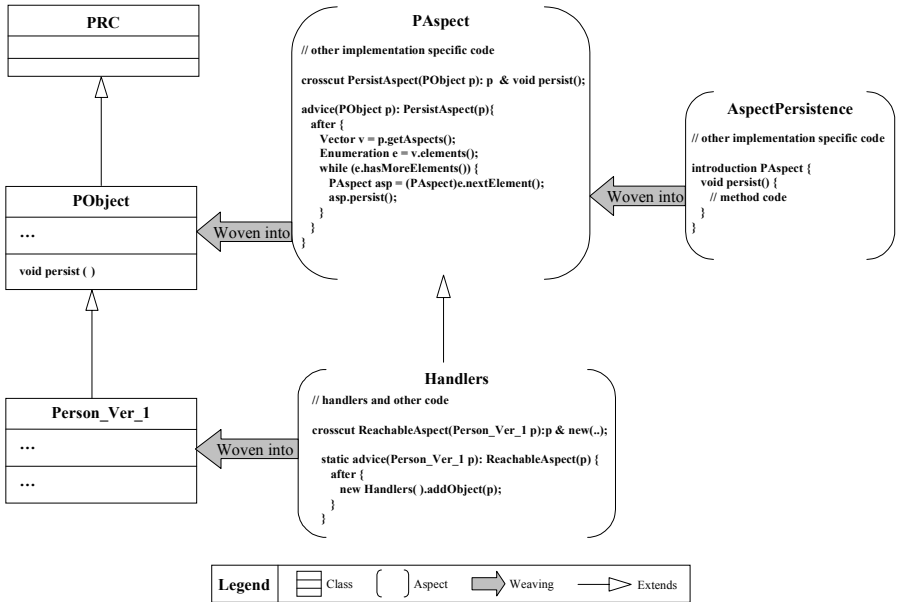 PRC
PObject
...
void persist ( )
Person_Ver_1
...
...
PAspect
// other implementation specific code
crosscut PersistAspect(PObject p): p & void persist();
advice(PObject p): PersistAspect(p){
after {
Vector v = p.getAspects();
Enumeration e = v.elements();
while (e.hasMoreElements()) {
PAspect asp = (PAspect)e.nextElement();
asp.persist();
}
}
}
Woven into
AspectPersistence
// other implementation specific code
introduction PAspect {
void persist() {
// method code
}
}
Woven into
Handlers
// handlers and other code
crosscut ReachableAspect(Person_Ver_1 p):p & new(..);
static advice(Person_Ver_1 p): ReachableAspect(p) {
after {
new Handlers( ).addObject(p);
}
}
Woven into
Legend
Class
Aspect
Weaving
Extends